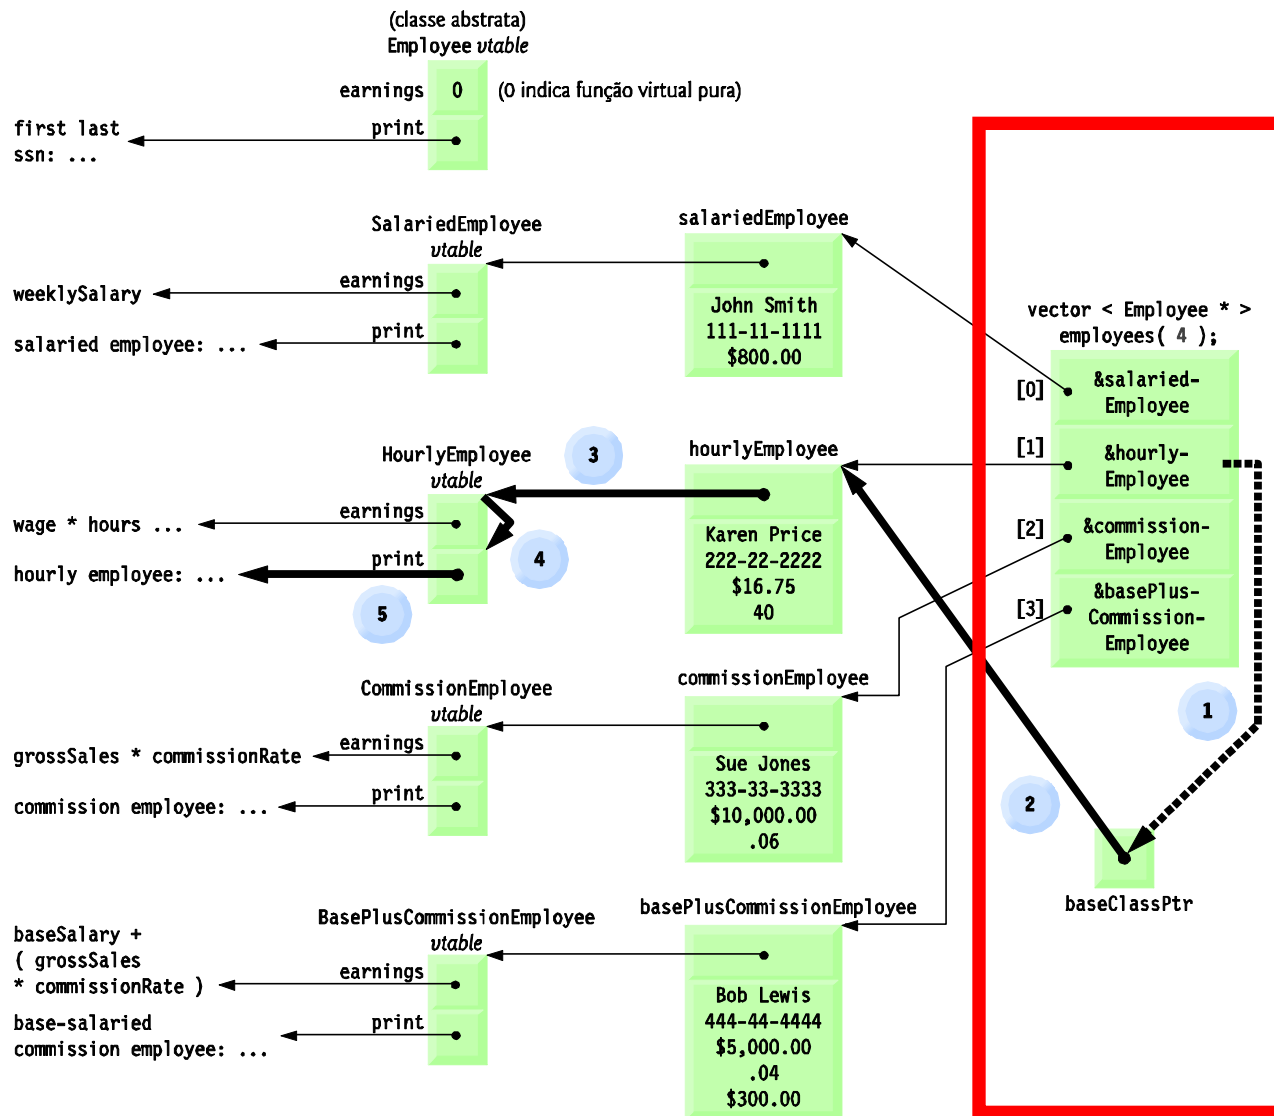 (classe abstrata)
Employee vtable
earnings
0
(0 indica função virtual pura)
print
first last
ssn: ...
SalariedEmployee
vtable
earnings
weeklySalary
print
salaried employee: ...
salariedEmployee
John Smith
111-11-1111
$800.00
vector < Employee * >
employees( 4 );
[0]
&salaried-
Employee
[1]
&hourly-
Employee
[2]
&commission-
Employee
[3]
&basePlus-
Commission-
Employee
HourlyEmployee
vtable
3
earnings
wage * hours ...
4
print
hourly employee: ...
5
hourlyEmployee
Karen Price
222-22-2222
$16.75
40
1
2
baseClassPtr
CommissionEmployee
vtable
earnings
grossSales * commissionRate
print
commission employee: ...
commissionEmployee
Sue Jones
333-33-3333
$10,000.00
.06
BasePlusCommissionEmployee
vtable
baseSalary +
( grossSales
* commissionRate )
earnings
print
base-salaried
commission employee: ...
basePlusCommissionEmployee
Bob Lewis
444-44-4444
$5,000.00
.04
$300.00